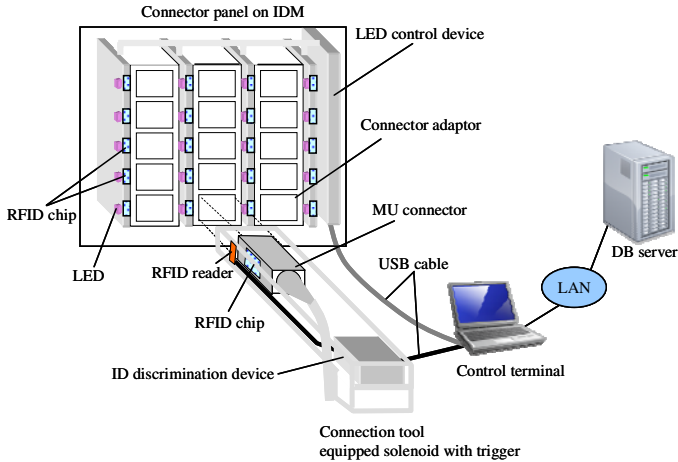 Connector panel on IDM
LED control device
Connector adaptor
RFID chip
MU connector
DB server
LED
RFID reader
USB cable
LAN
RFID chip
ID discrimination device
Control terminal
Connection tool
equipped solenoid with trigger